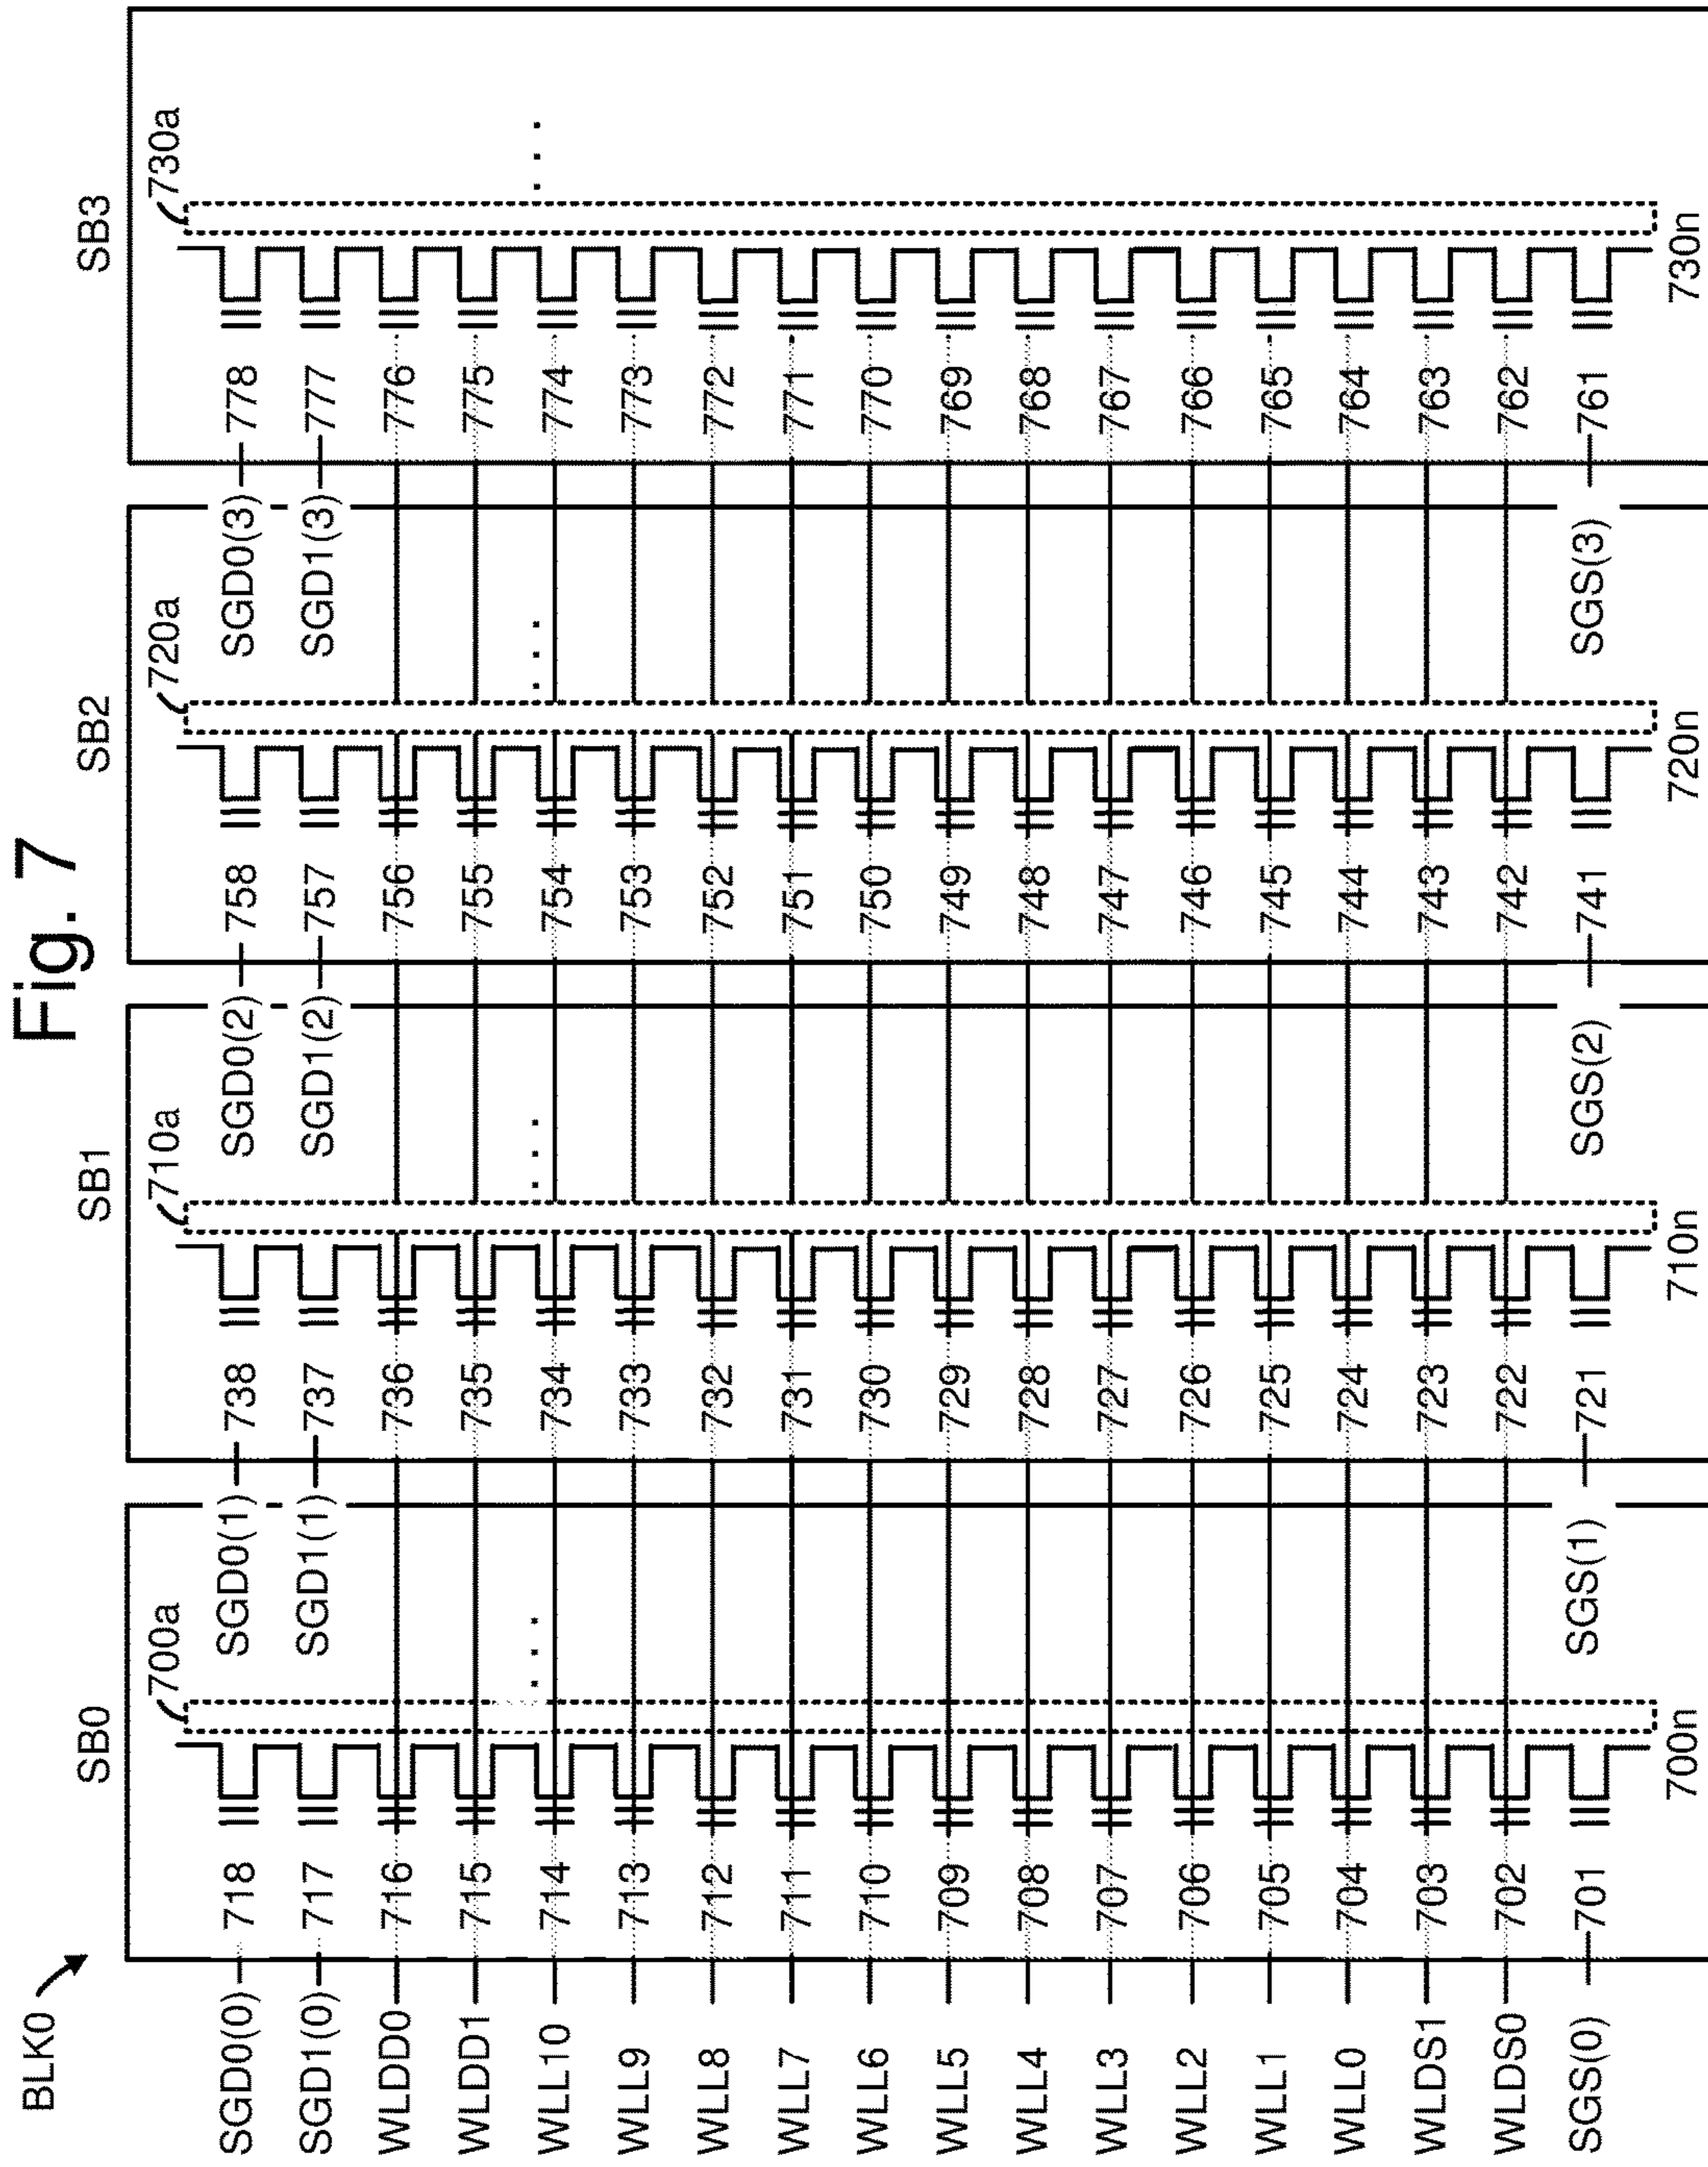 Fig. 7
BLK0
SB0 SB1 SB2 SB3
700a 710a 720a 730a
SGD0(0) 718 SGD0(1) 738 SGD0(2) 758 SGD0(3) 778
SGD1(0) 717 SGD1(1) 737 SGD1(2) 757 SGD1(3) 777
WLDD0 716 736 756 776
WLDD1 715 735 755 775
WLL10 714 734 754 774
WLL9 713 733 753 773
WLL8 712 732 752 772
WLL7 711 731 751 771
WLL6 710 730 750 770
WLL5 709 729 749 769
WLL4 708 728 748 768
WLL3 707 727 747 767
WLL2 706 726 746 766
WLL1 705 725 745 765
WLL0 704 724 744 764
WLDS1 703 723 743 763
WLDS0 702 722 742 762
SGS(0) 701 SGS(1) 721 SGS(2) 741 SGS(3) 761
700n 710n 720n 730n